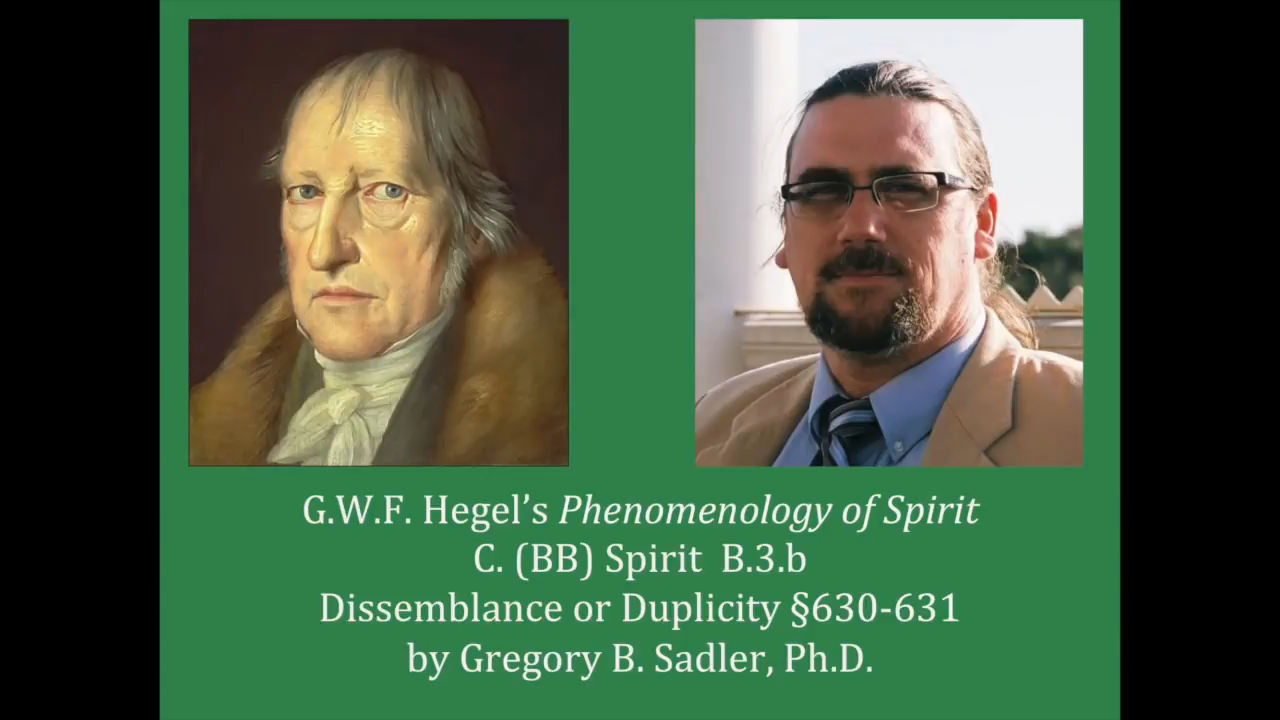 G.W.F. Hegel’s Phenomenology of Spirit
C. (BB) Spirit B.3.b
Dissemblance or Duplicity §630-631
by Gregory B. Sadler, Ph.D.